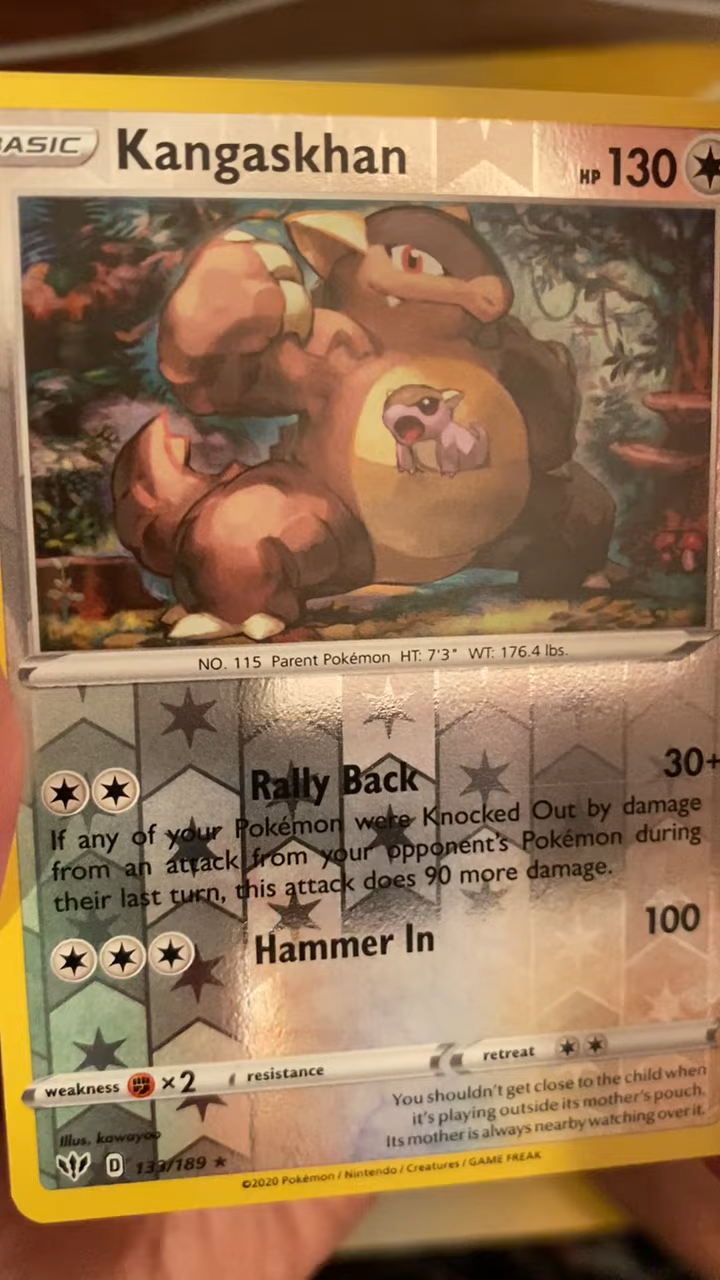 BASIC Kangaskhan HP 130
NO. 115 Parent Pokémon HT: 7'3" WT: 176.4 lbs.
Rally Back 30+
If any of your Pokémon were Knocked Out by damage
from an attack from your opponent's Pokémon during
their last turn, this attack does 90 more damage.
Hammer In 100
weakness ×2 resistance retreat
You shouldn't get close to the child when
it's playing outside its mother's pouch.
Its mother is always nearby watching over it.
Illus. kawayoo
D 133/189 ★
©2020 Pokémon / Nintendo / Creatures / GAME FREAK